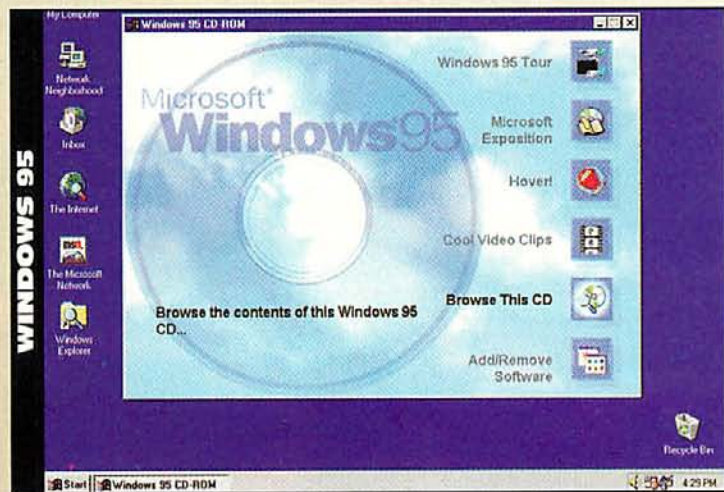 WINDOWS 95
My Computer
Network
Neighborhood
Inbox
The Internet
The Microsoft
Network
Windows
Explorer
Windows 95 CD-ROM
Microsoft®
Windows 95
Windows 95 Tour
Microsoft
Exposition
Hover!
Cool Video Clips
Browse This CD
Add/Remove
Software
Browse the contents of this Windows 95
CD...
Recycle Bin
Start
Windows 95 CD-ROM
4:29 PM